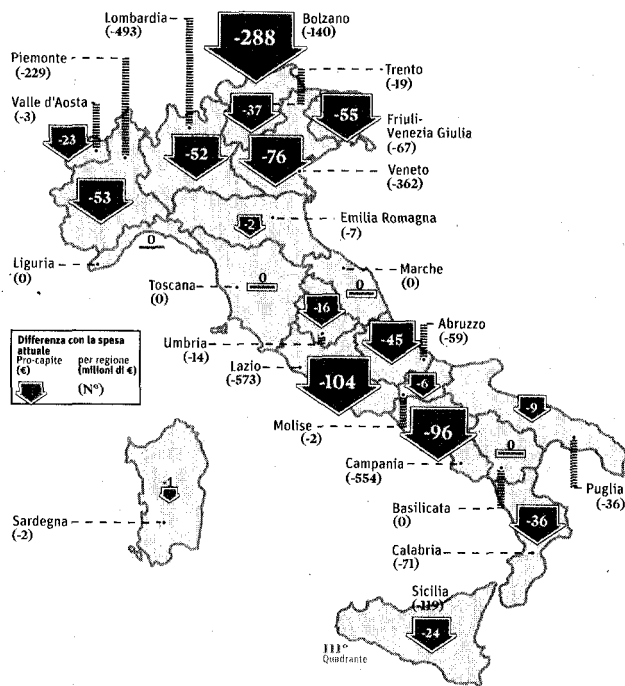 Lombardia
(-493)
Bolzano
(-140)
-288
Piemonte
(-229)
Trento
(-19)
Valle d'Aosta
(-3)
-37
-55
Friuli-
Venezia Giulia
(-67)
-23
-52
-76
Veneto
(-362)
-53
Emilia Romagna
(-7)
-2
0
Liguria
(0)
Toscana
(0)
0
0
Marche
(0)
-16
Differenza con la spesa
attuale
Pro-capite
(€)
per regione
(milioni di €)
(N°)
Umbria
(-14)
-45
Abruzzo
(-59)
Lazio
(-573)
-104
-6
-9
Molise
(-2)
-96
0
Campania
(-554)
Puglia
(-36)
-1
Basilicata
(0)
Sardegna
(-2)
-36
Calabria
(-71)
Sicilia
(-119)
-24
III°
Quadrante